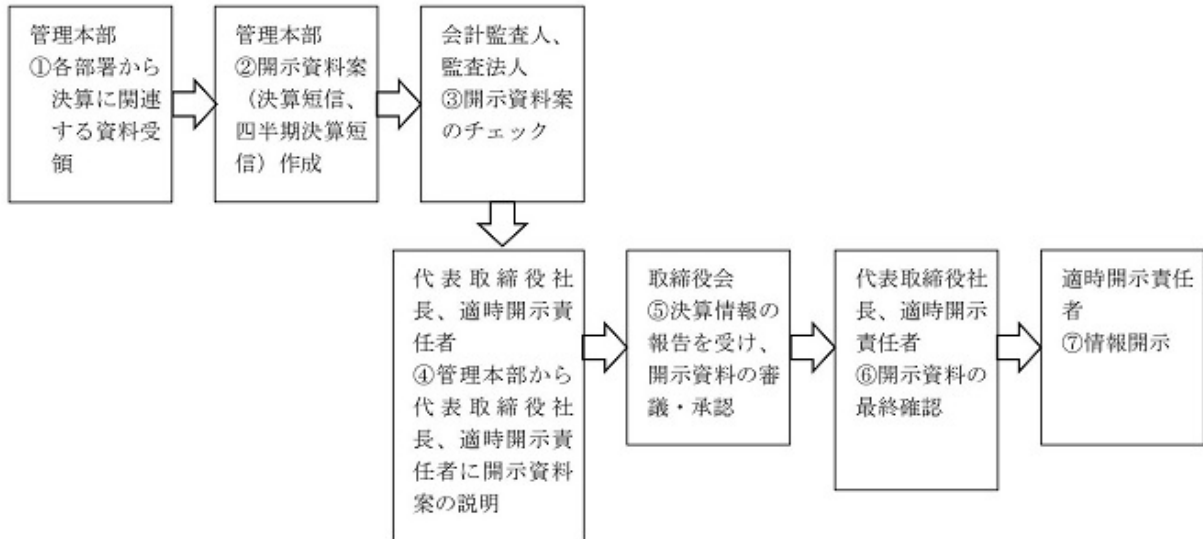 管理本部
①各部署から
決算に関連
する資料受
領
管理本部
②開示資料案
（決算短信、
四半期決算短
信）作成
会計監査人、
監査法人
③開示資料案
のチェック
代表取締役社
長、適時開示責
任者
④管理本部から
代表取締役社
長、適時開示責
任者に開示資料
案の説明
取締役会
⑤決算情報の
報告を受け、
開示資料の審
議・承認
代表取締役社
長、適時開示
責任者
⑥開示資料の
最終確認
適時開示責任
者
⑦情報開示